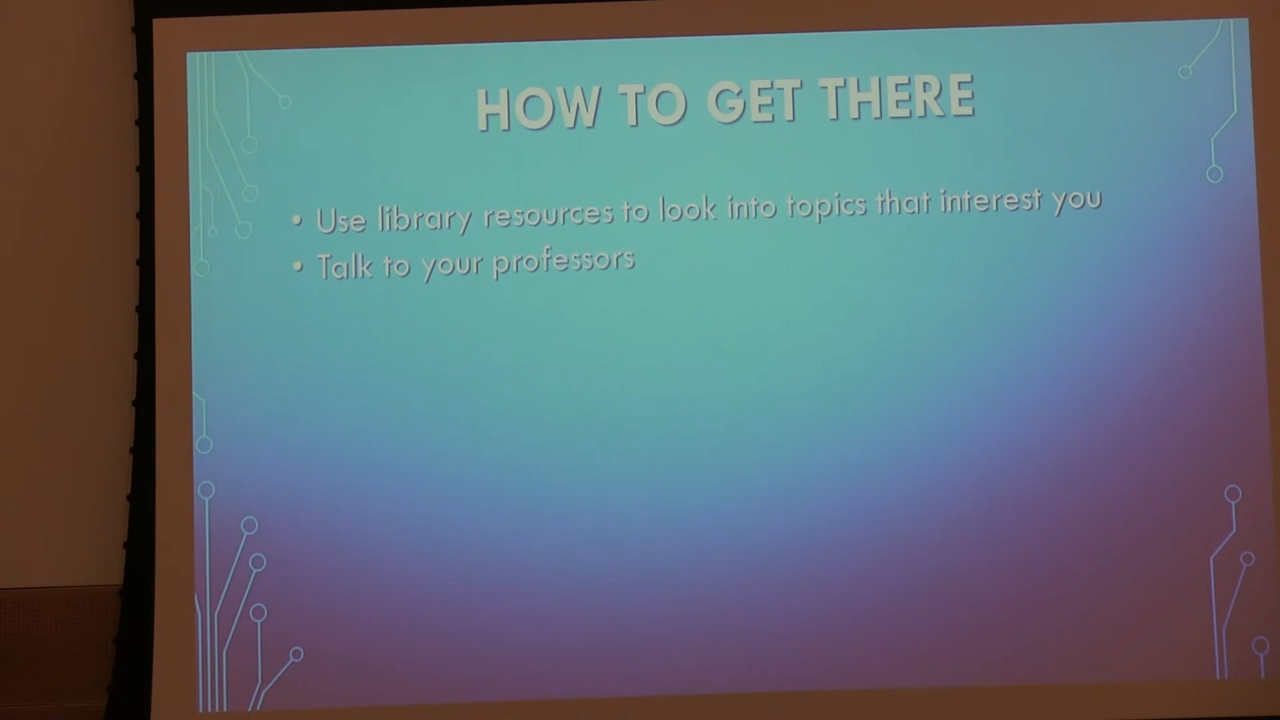 HOW TO GET THERE
• Use library resources to look into topics that interest you
• Talk to your professors